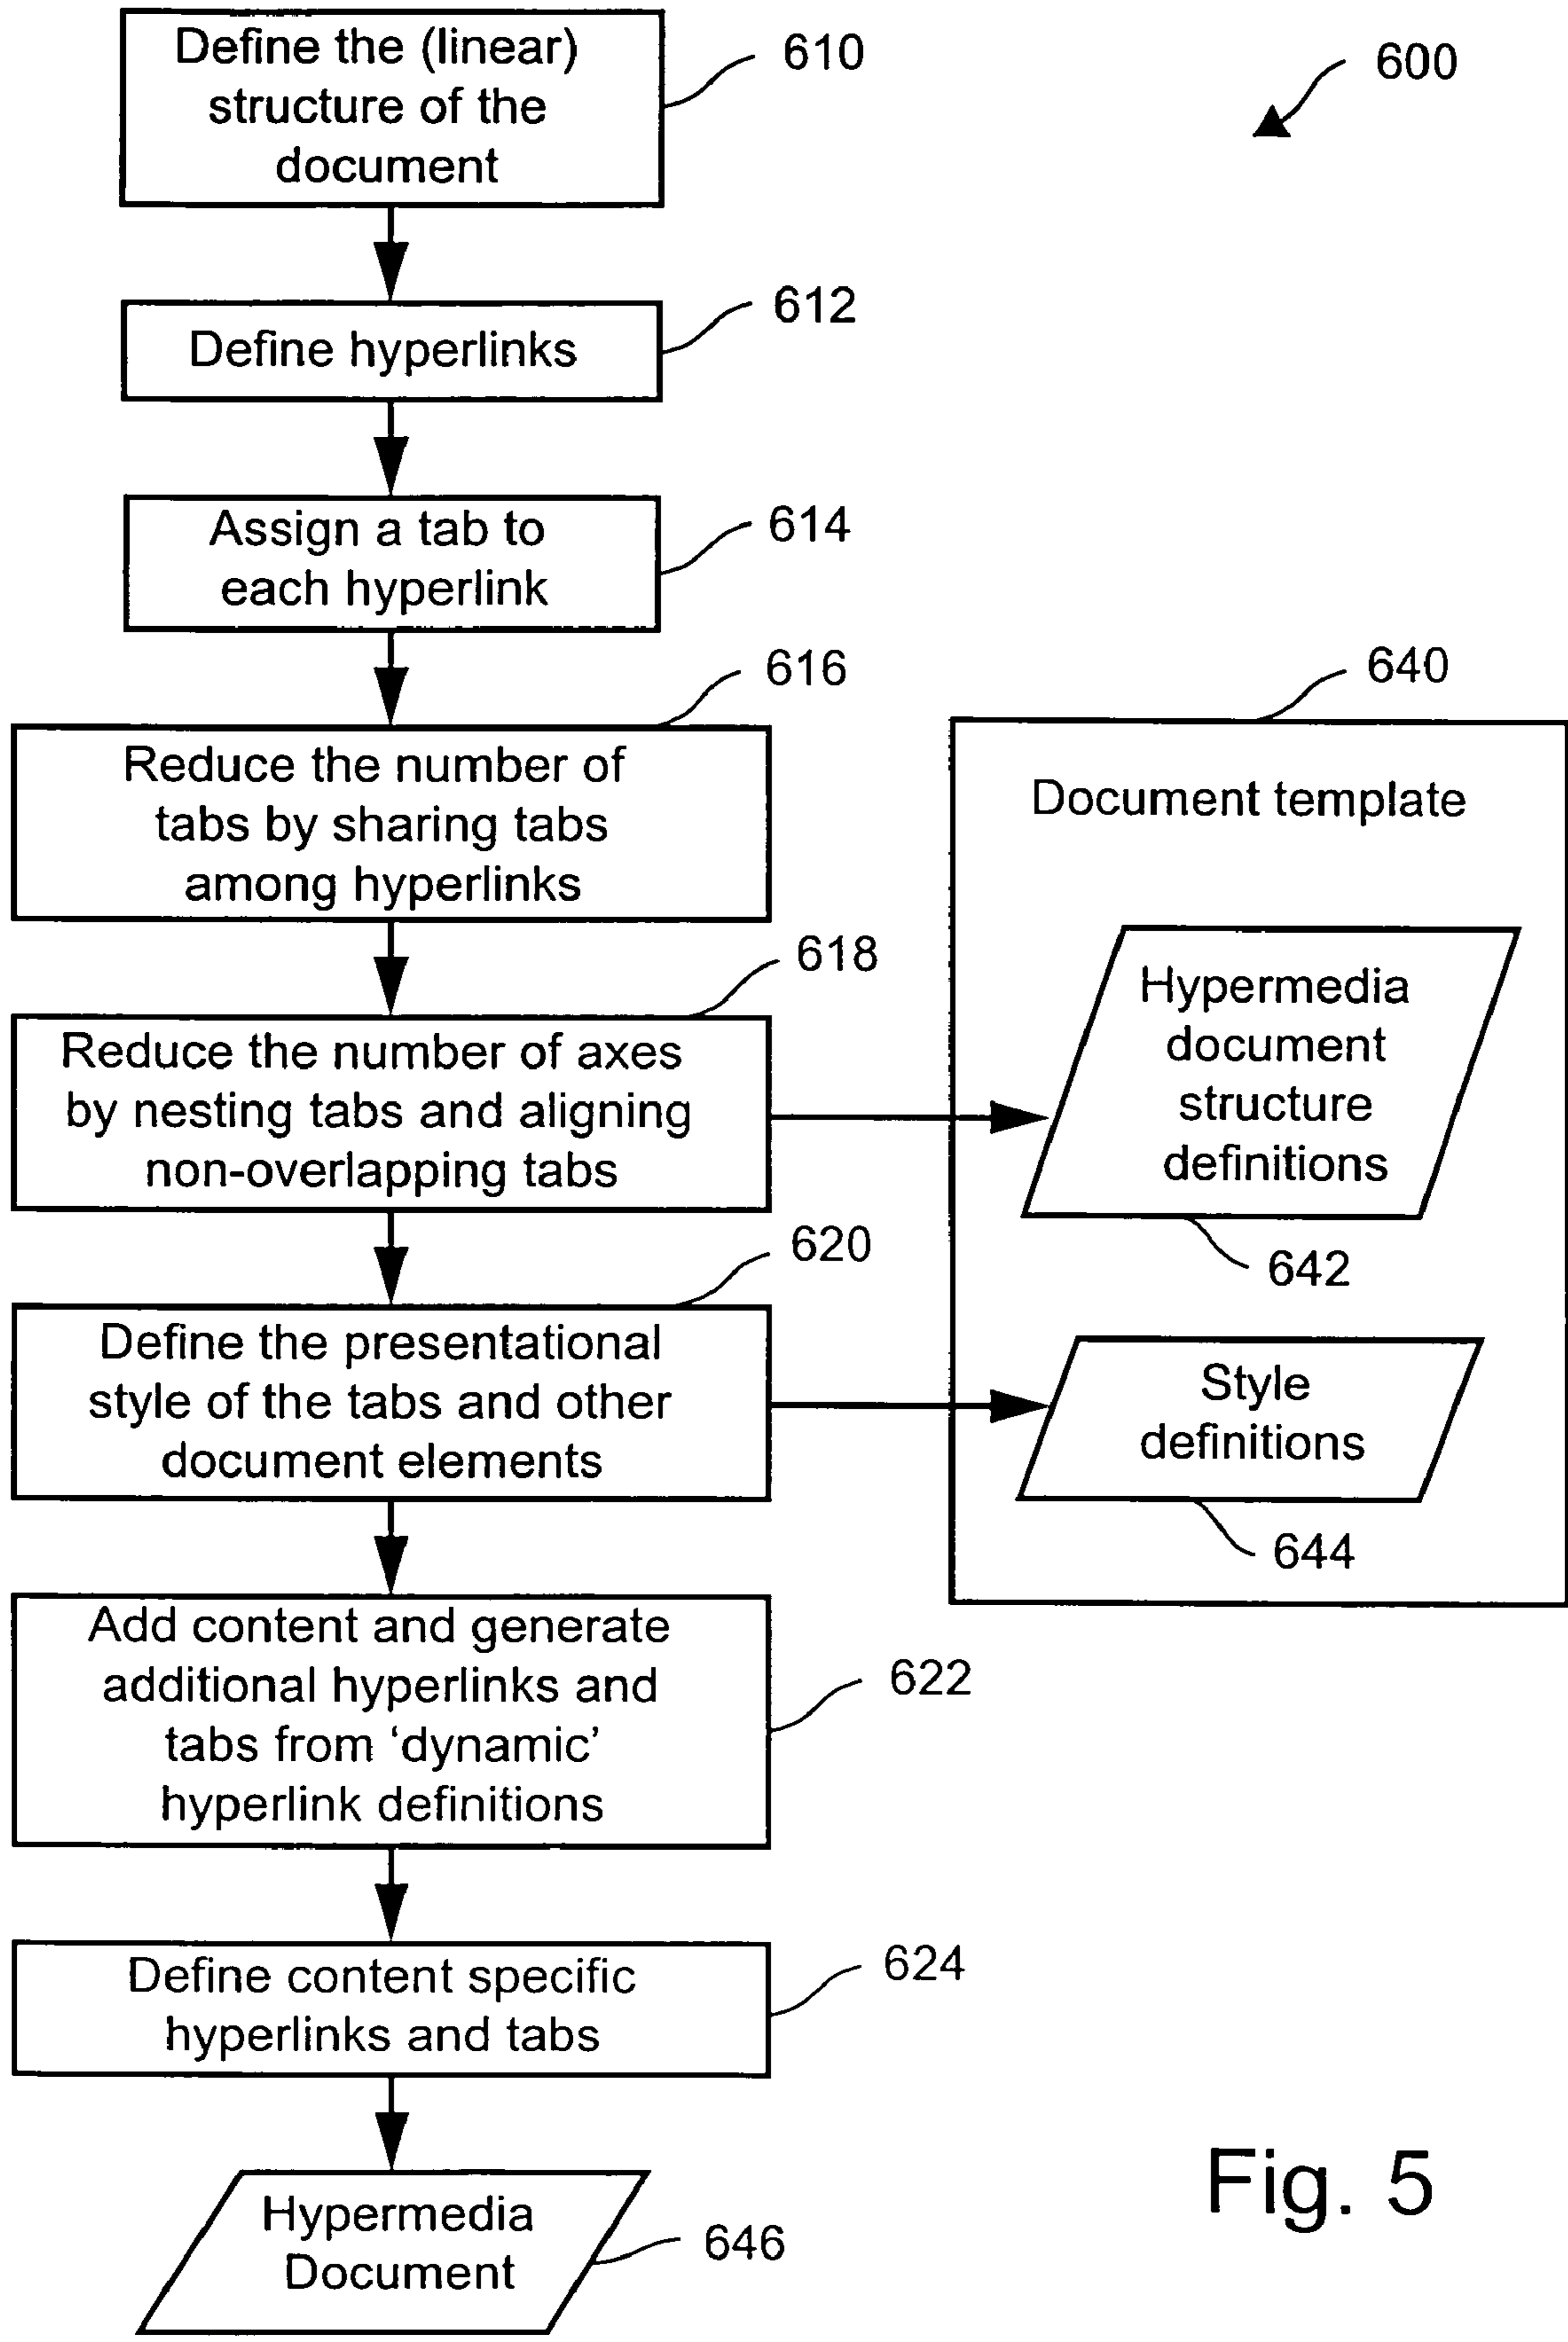 Define the (linear)
structure of the
document
610
600
Define hyperlinks
612
Assign a tab to
each hyperlink
614
Reduce the number of
tabs by sharing tabs
among hyperlinks
616
Reduce the number of axes
by nesting tabs and aligning
non-overlapping tabs
618
Define the presentational
style of the tabs and other
document elements
620
Add content and generate
additional hyperlinks and
tabs from ‘dynamic’
hyperlink definitions
622
Define content specific
hyperlinks and tabs
624
Hypermedia
Document
646
640
Document template
Hypermedia
document
structure
definitions
642
Style
definitions
644
Fig. 5